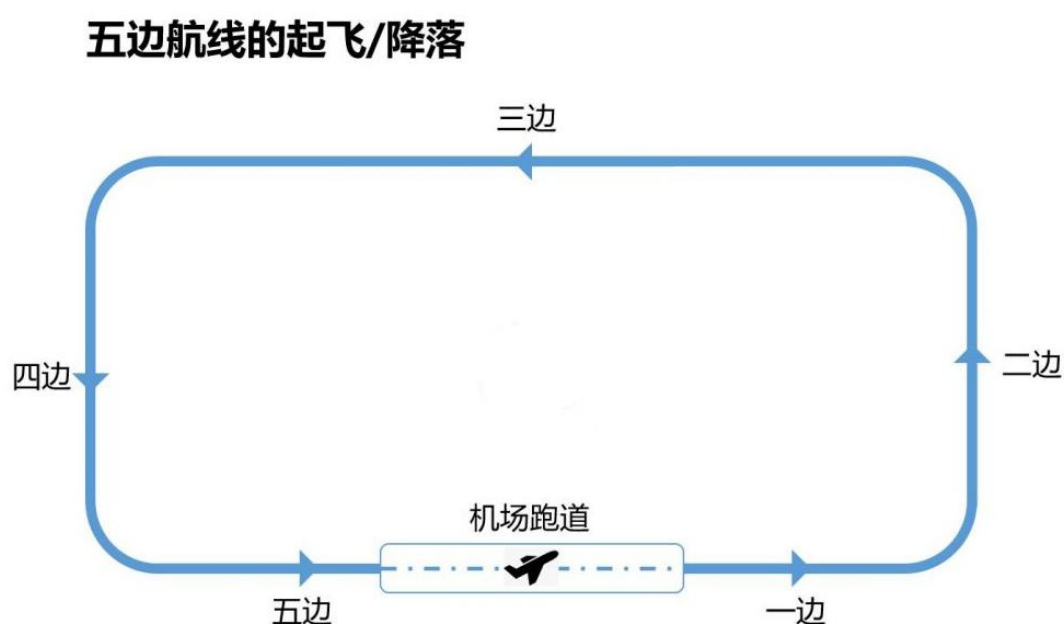 五边航线的起飞/降落
三边
四边
二边
机场跑道
五边
一边